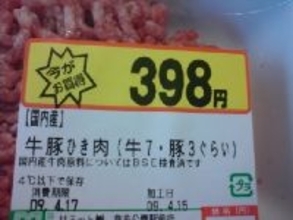 今が
お買得
398円
【国内産】
牛豚ひき肉(牛7・豚3ぐらい)
国内産牛肉原料についてはBSE検査済です
4℃以下で保存
消費期限 加工日
09.4.17 09.4.15
プラ